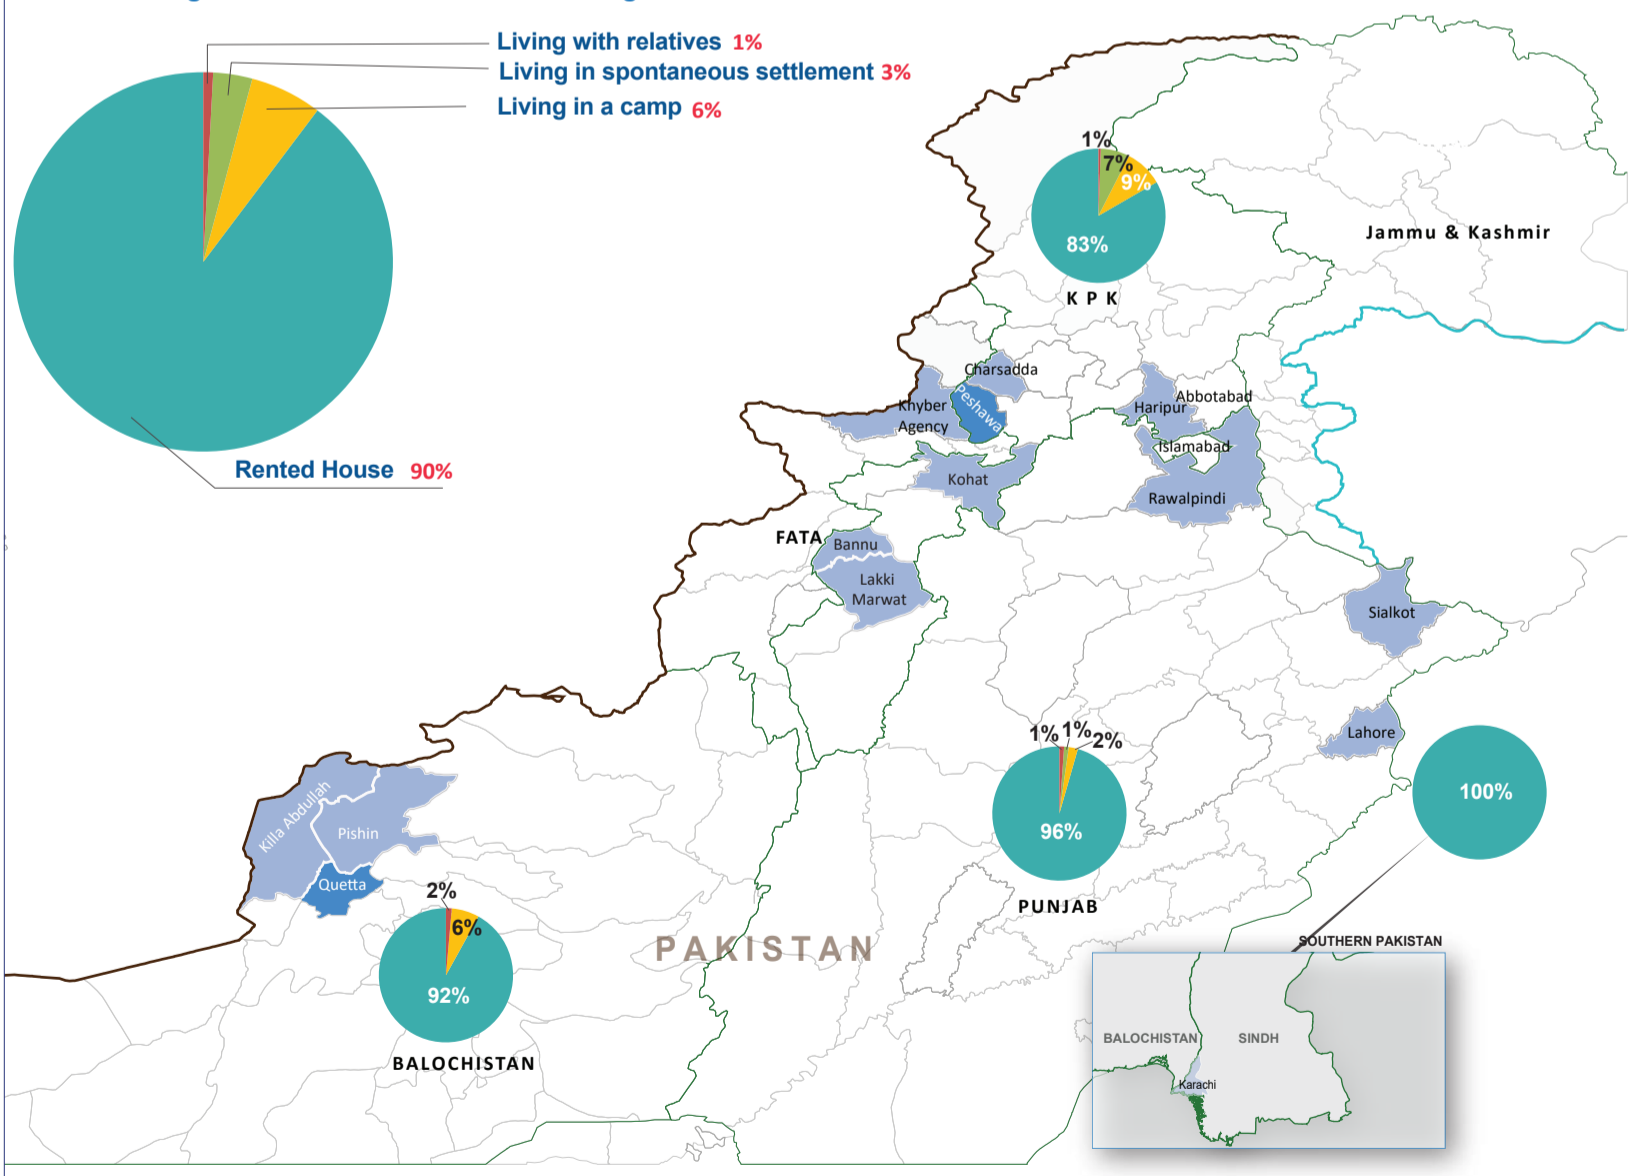 Living with relatives 1%
Living in spontaneous settlement 3%
Living in a camp 6%
Rented House 90%
1%
7%
9%
83%
K P K
Jammu & Kashmir
Charsadda
Khyber
Agency
Peshawa
Abbotabad
Haripur
Islamabad
Rawalpindi
Kohat
FATA
Bannu
Lakki
Marwat
Sialkot
Lahore
1%
1%
2%
96%
PUNJAB
100%
Killa Abdullah
Pishin
Quetta
2%
6%
92%
BALOCHISTAN
PAKISTAN
SOUTHERN PAKISTAN
BALOCHISTAN
SINDH
Karachi